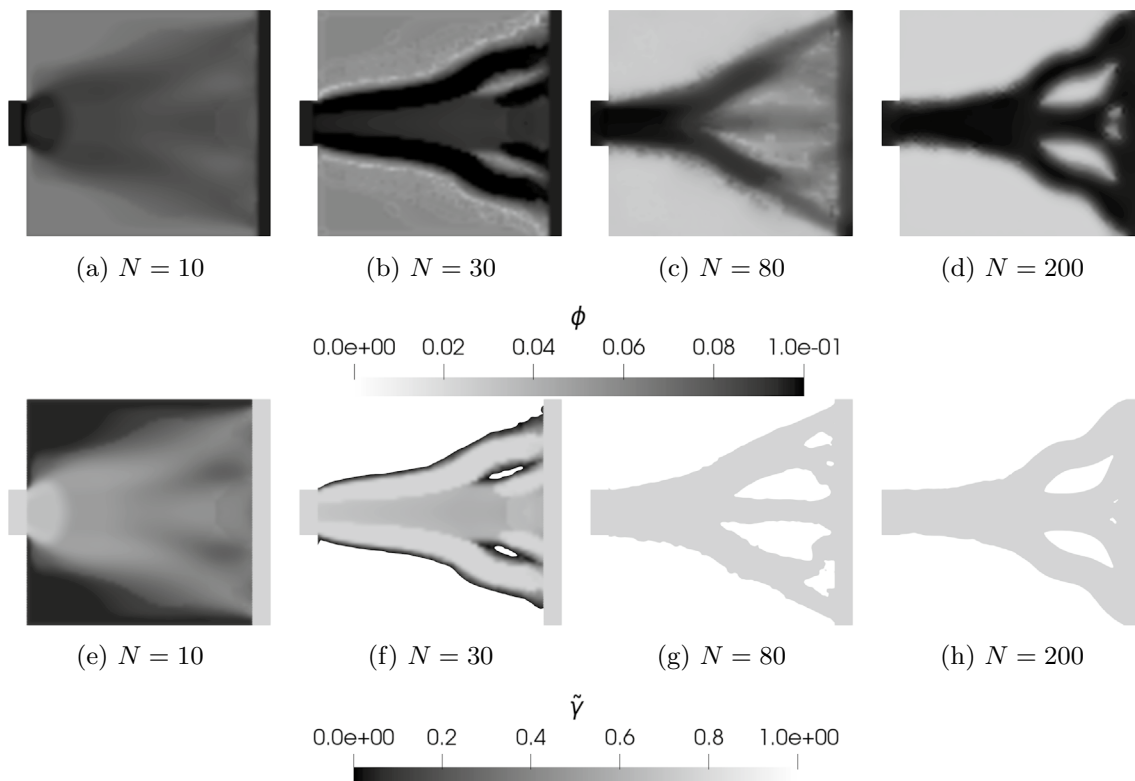 (a) N = 10 (b) N = 30 (c) N = 80 (d) N = 200
ϕ
0.0e+00 0.02 0.04 0.06 0.08 1.0e-01
(e) N = 10 (f) N = 30 (g) N = 80 (h) N = 200
γ̃
0.0e+00 0.2 0.4 0.6 0.8 1.0e+00